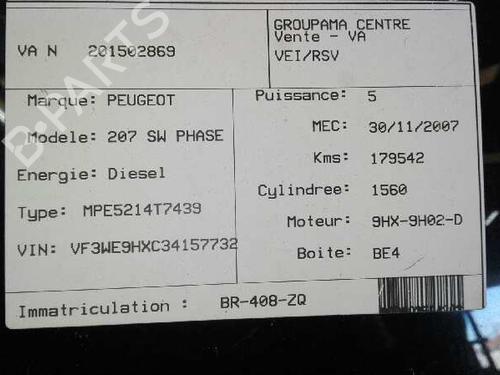 VA N 201502869
GROUPAMA CENTRE
Vente - VA
VEI/RSV
Marque: PEUGEOT
Modele: 207 SW PHASE
Energie: Diesel
Type: MPE5214T7439
VIN: VF3WE9HXC34157732
Puissance: 5
MEC: 30/11/2007
Kms: 179542
Cylindree: 1560
Moteur: 9HX-9H02-D
Boite: BE4
Immatriculation : BR-408-ZQ
B-PARTS